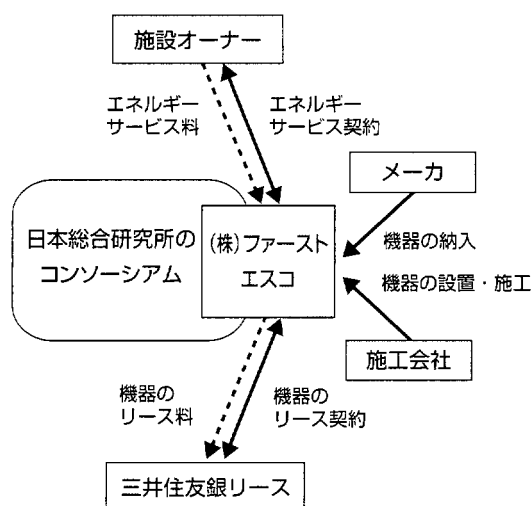 施設オーナー
エネルギー
サービス料
エネルギー
サービス契約
メーカ
日本総合研究所の
コンソーシアム
(株)ファースト
エスコ
機器の納入
機器の設置・施工
施工会社
機器の
リース料
機器の
リース契約
三井住友銀リース